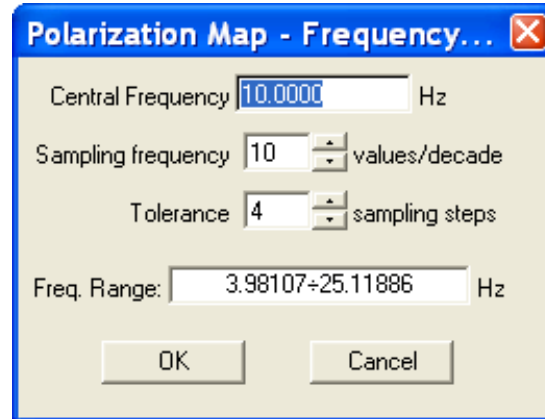 Polarization Map - Frequency...
Central Frequency 10.0000 Hz
Sampling frequency 10 values/decade
Tolerance 4 sampling steps
Freq. Range: 3.98107÷25.11886 Hz
OK Cancel